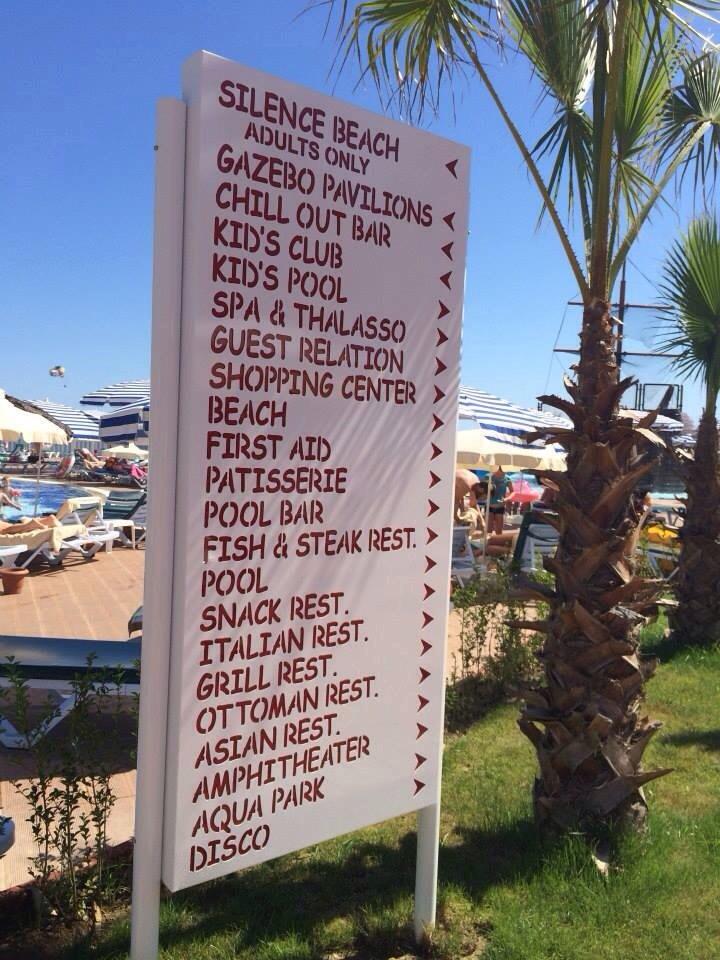 SILENCE BEACH
ADULTS ONLY
GAZEBO PAVILIONS
CHILL OUT BAR
KID'S CLUB
KID'S POOL
SPA & THALASSO
GUEST RELATION
SHOPPING CENTER
BEACH
FIRST AID
PATISSERIE
POOL BAR
FISH & STEAK REST.
POOL
SNACK REST.
ITALIAN REST.
GRILL REST.
OTTOMAN REST.
ASIAN REST.
AMPHITHEATER
AQUA PARK
DISCO